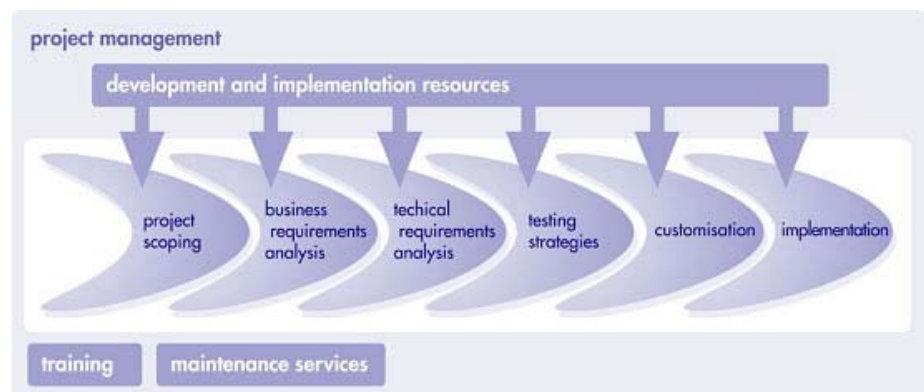 project management
development and implementation resources
project
scoping
business
requirements
analysis
techical
requirements
analysis
testing
strategies
customisation
implementation
training
maintenance services